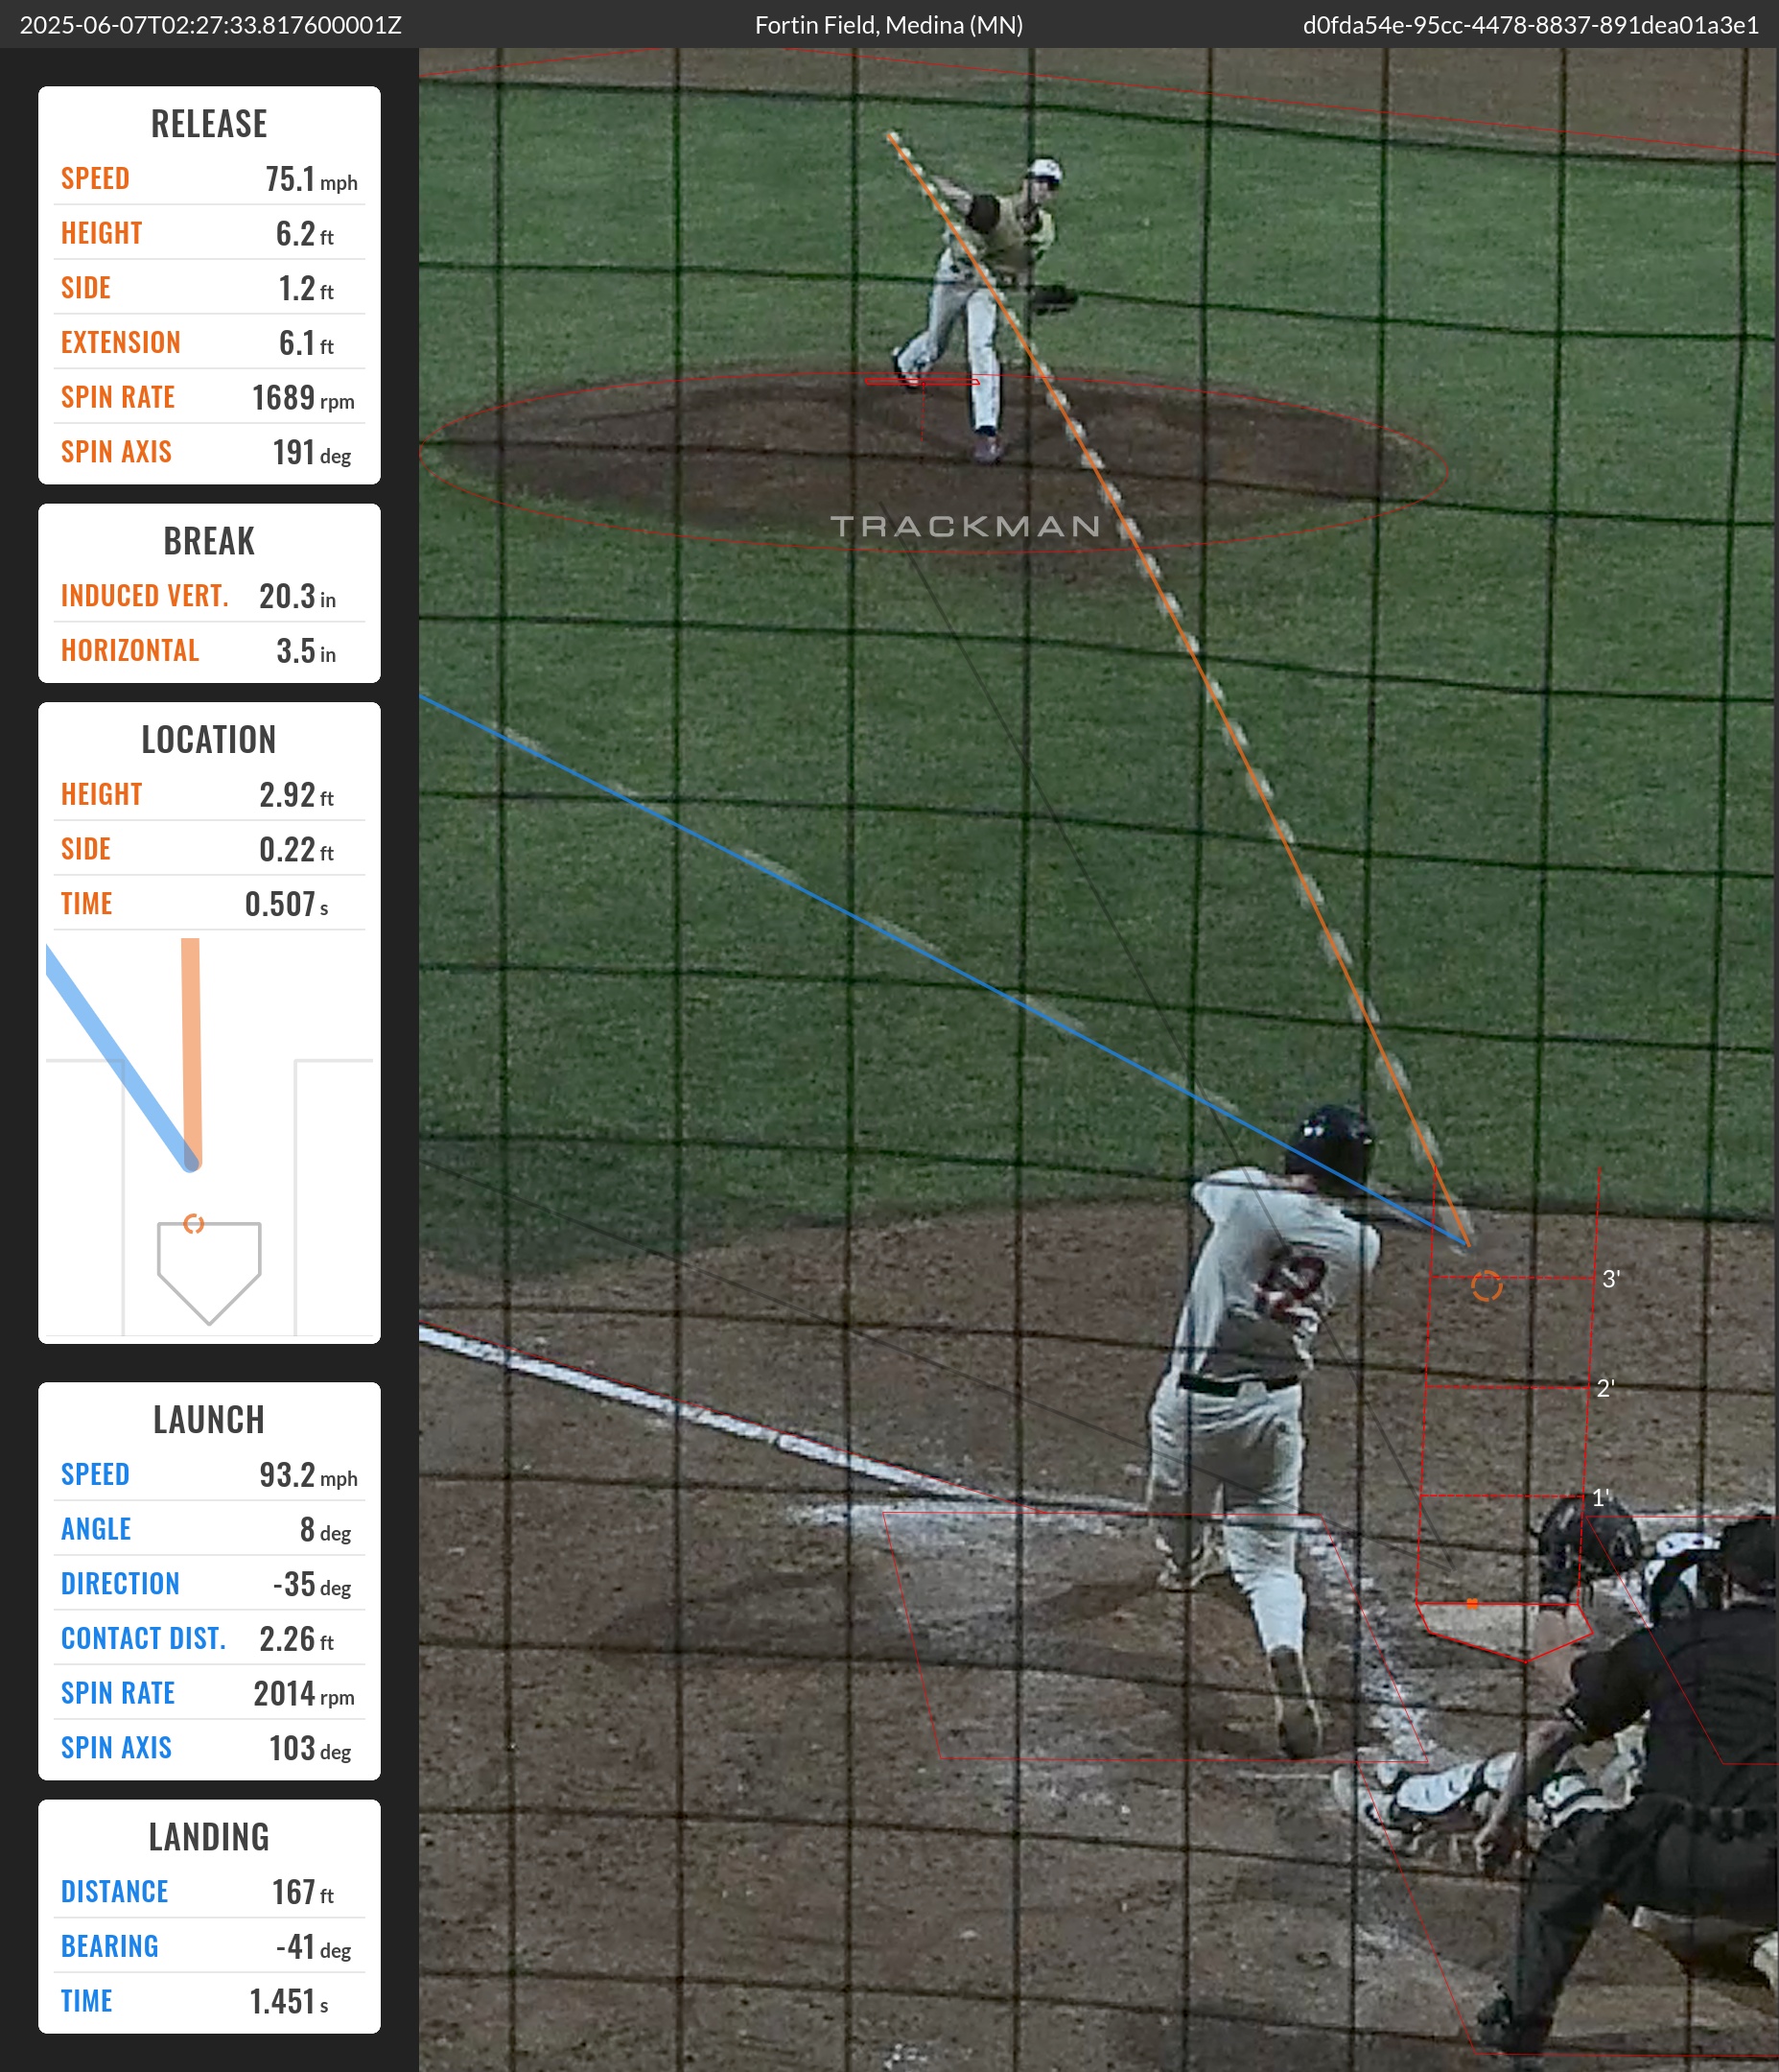 2025-06-07T02:27:33.817600001Z
Fortin Field, Medina (MN)
d0fda54e-95cc-4478-8837-891dea01a3e1
RELEASE
SPEED 75.1 mph
HEIGHT 6.2 ft
SIDE 1.2 ft
EXTENSION 6.1 ft
SPIN RATE 1689 rpm
SPIN AXIS 191 deg
BREAK
INDUCED VERT. 20.3 in
HORIZONTAL 3.5 in
LOCATION
HEIGHT 2.92 ft
SIDE 0.22 ft
TIME 0.507 s
LAUNCH
SPEED 93.2 mph
ANGLE 8 deg
DIRECTION -35 deg
CONTACT DIST. 2.26 ft
SPIN RATE 2014 rpm
SPIN AXIS 103 deg
LANDING
DISTANCE 167 ft
BEARING -41 deg
TIME 1.451 s
TRACKMAN
3'
2'
1'